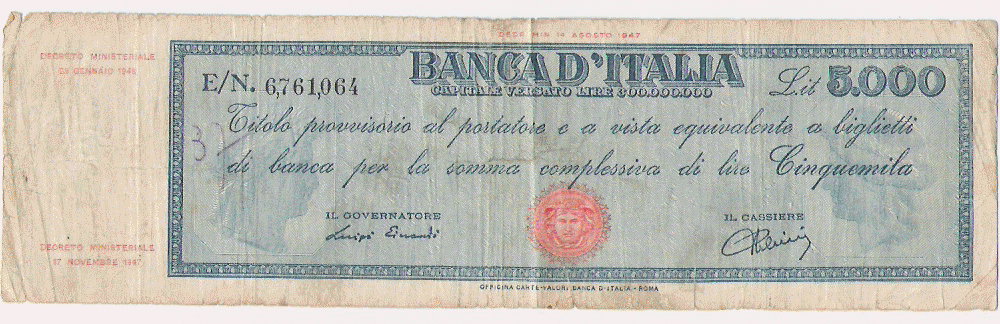 DECR. MIN. 14 AGOSTO 1947
DECRETO MINISTERIALE
BANCA D'ITALIA
CAPITALE VERSATO LIRE 300.000.000
E/N. 6,761,064
Lit 5.000
Titolo provvisorio al portatore e a vista equivalente a biglietti
di banca per la somma complessiva di lire Cinquemila
IL GOVERNATORE
IL CASSIERE
Luigi Einaudi
DECRETO MINISTERIALE
17 NOVEMBRE 1947
OFFICINA CARTE-VALORI BANCA D'ITALIA - ROMA